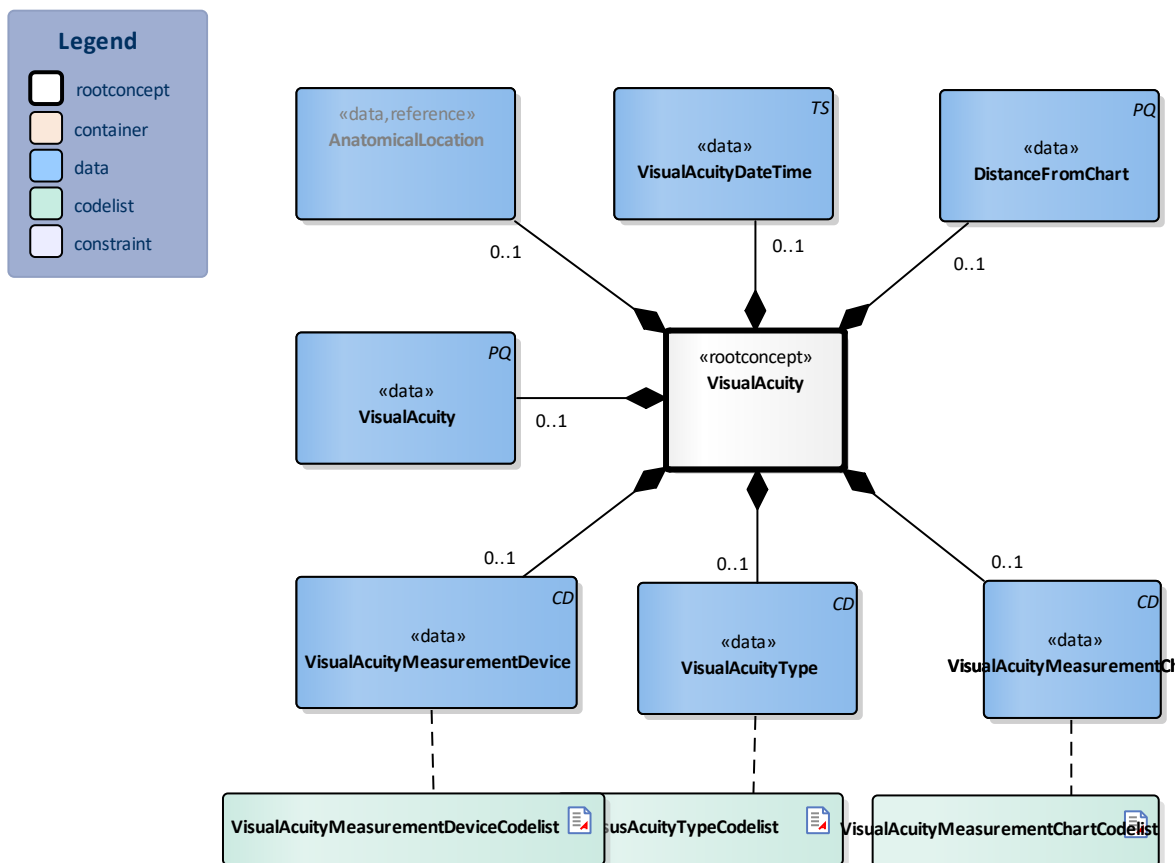 Legend
rootconcept
container
data
codelist
constraint
«data,reference»
AnatomicalLocation
TS
«data»
VisualAcuityDateTime
PQ
«data»
DistanceFromChart
0..1
0..1
0..1
PQ
«data»
VisualAcuity
0..1
«rootconcept»
VisualAcuity
0..1
0..1
0..1
CD
«data»
VisualAcuityMeasurementDevice
CD
«data»
VisualAcuityType
CD
«data»
VisualAcuityMeasurementCh
VisualAcuityMeasurementDeviceCodelist
susAcuityTypeCodelist
VisualAcuityMeasurementChartCodelist